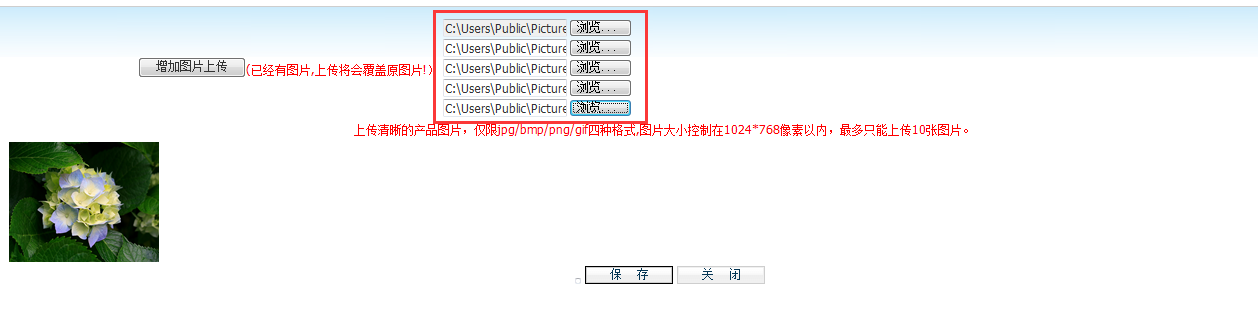 C:\Users\Public\Picture 浏览...
C:\Users\Public\Picture 浏览...
增加图片上传 (已经有图片,上传将会覆盖原图片!)
C:\Users\Public\Picture 浏览...
C:\Users\Public\Picture 浏览...
C:\Users\Public\Picture 浏览...
上传清晰的产品图片，仅限jpg/bmp/png/gif四种格式,图片大小控制在1024*768像素以内，最多只能上传10张图片。
保 存 关 闭